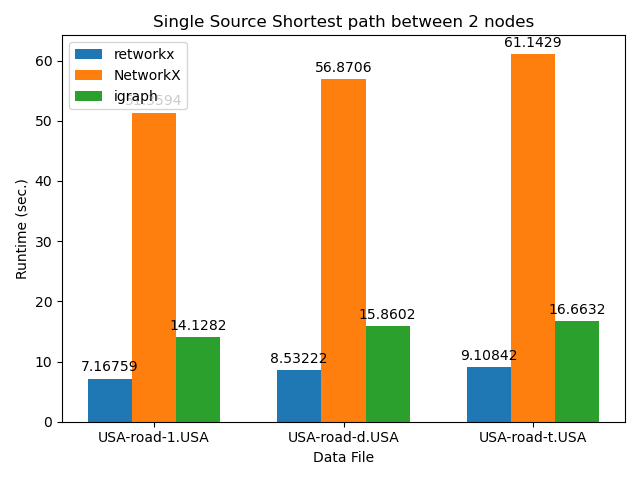 Single Source Shortest path between 2 nodes
retworkx
NetworkX
igraph
61.1429
56.8706
14.1282
15.8602
16.6632
7.16759
8.53222
9.10842
Runtime (sec.)
60
50
40
30
20
10
0
USA-road-1.USA
USA-road-d.USA
USA-road-t.USA
Data File